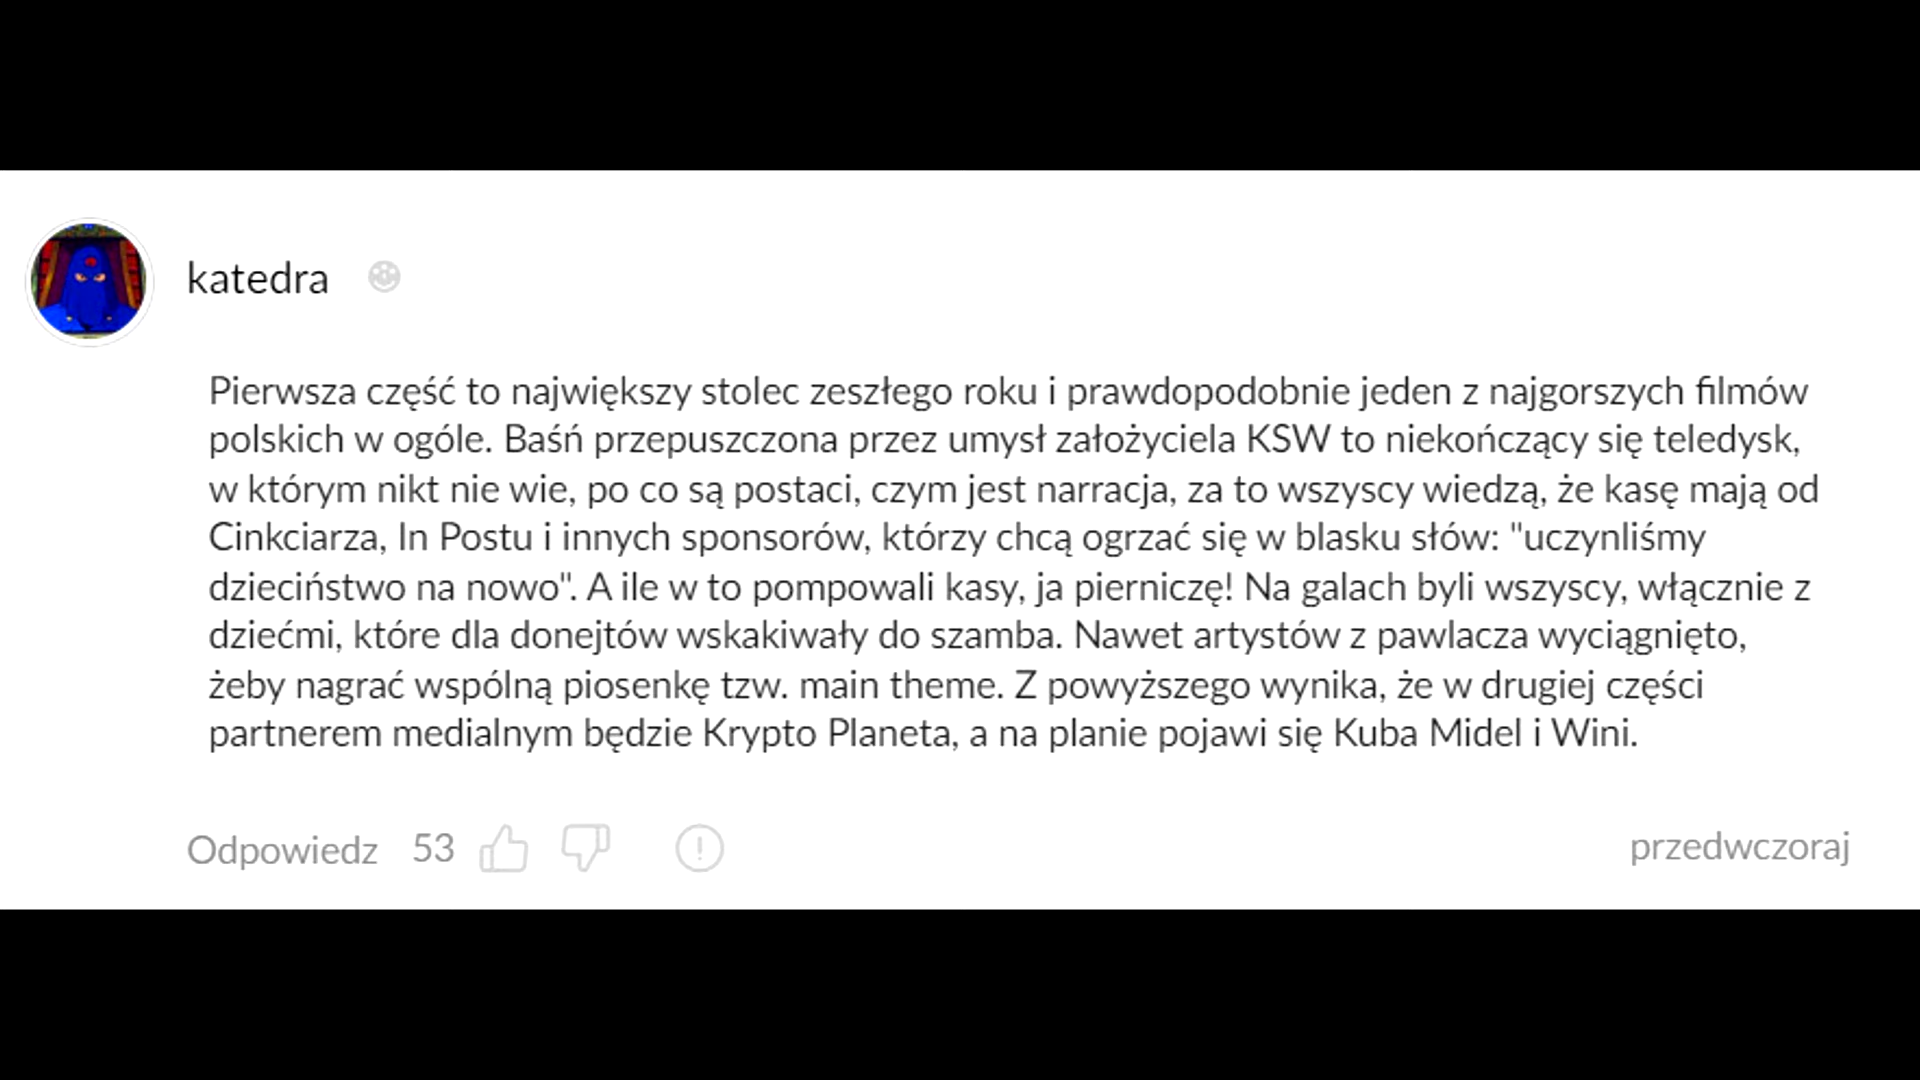 katedra
Pierwsza część to największy stolec zeszłego roku i prawdopodobnie jeden z najgorszych filmów
polskich w ogóle. Baśń przepuszczona przez umysł założyciela KSW to niekończący się teledysk,
w którym nikt nie wie, po co są postaci, czym jest narracja, za to wszyscy wiedzą, że kasę mają od
Cinkciarza, In Postu i innych sponsorów, którzy chcą ogrzać się w blasku słów: "uczynliśmy
dzieciństwo na nowo". A ile w to pompowali kasy, ja pierniczę! Na galach byli wszyscy, włącznie z
dziećmi, które dla donejtów wskakiwały do szamba. Nawet artystów z pawlacza wyciągnięto,
żeby nagrać wspólną piosenkę tzw. main theme. Z powyższego wynika, że w drugiej części
partnerem medialnym będzie Krypto Planeta, a na planie pojawi się Kuba Midel i Wini.
Odpowiedz 53 przedwczoraj